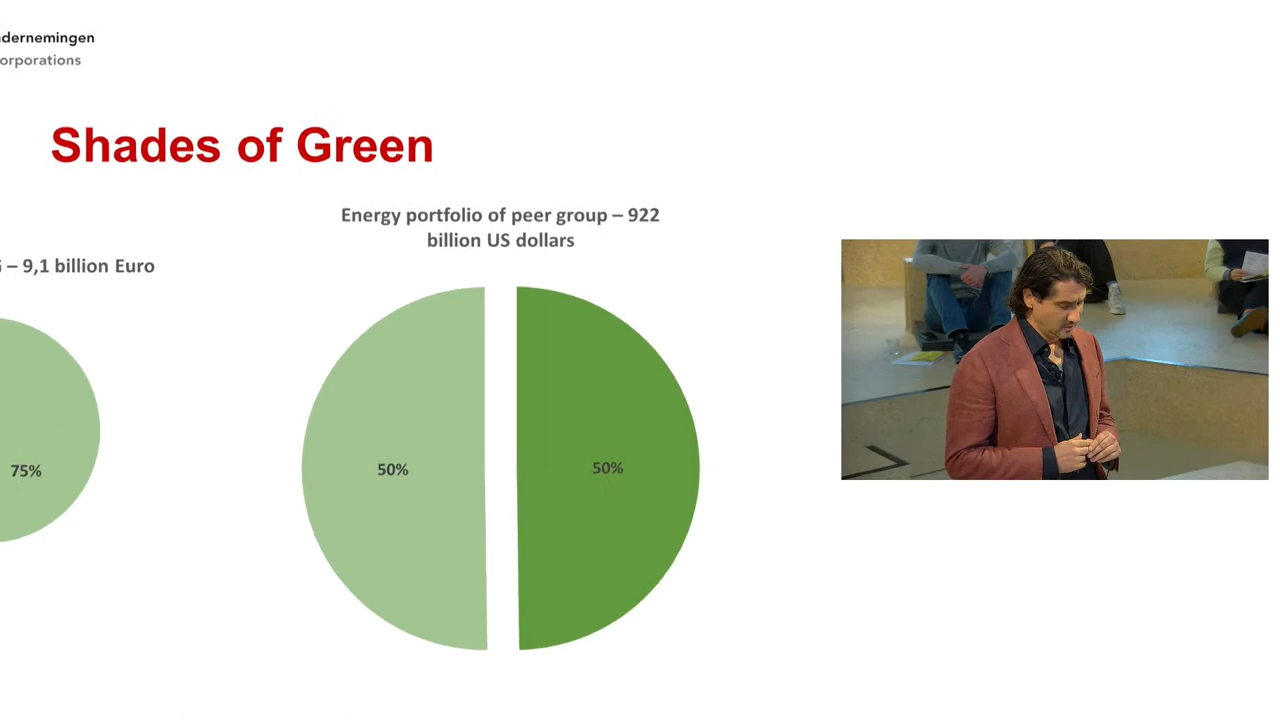 dernemingen
orporations
Shades of Green
Energy portfolio of peer group – 922
billion US dollars
– 9,1 billion Euro
75%
50%
50%